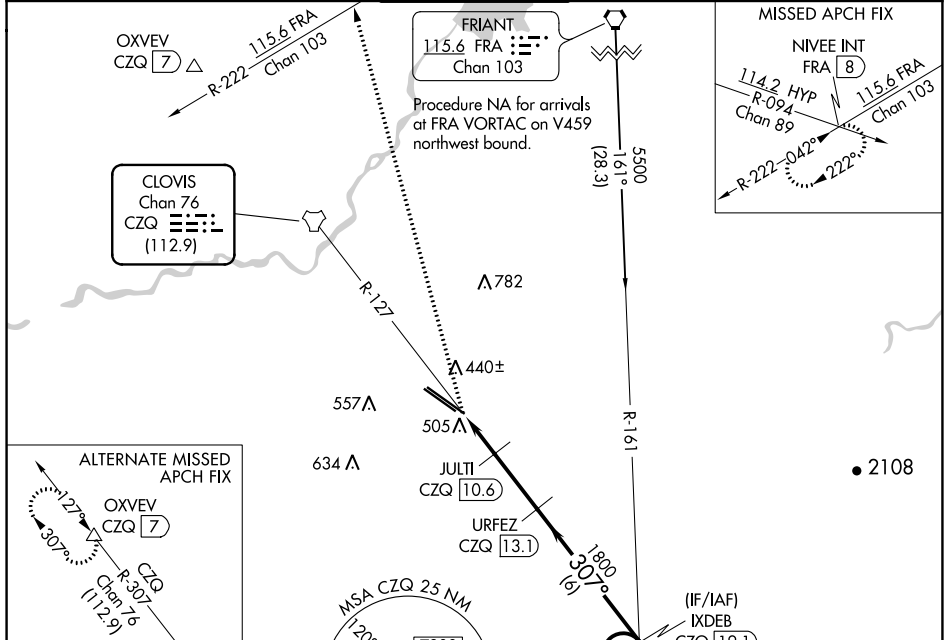 OXVEV
CZQ 7
115.6 FRA
R-222 Chan 103
FRIANT
115.6 FRA
Chan 103
Procedure NA for arrivals
at FRA VORTAC on V459
northwest bound.
MISSED APCH FIX
NIVEE INT
FRA 8
114.2 HYP
R-094
Chan 89
115.6 FRA
Chan 103
R-222
042°
222°
5500
161°
(28.3)
CLOVIS
Chan 76
CZQ
(112.9)
R-127
782
440±
557
505
634
R-161
2108
JULTI
CZQ 10.6
URFEZ
CZQ 13.1
1800
307°
(6)
ALTERNATE MISSED
APCH FIX
OXVEV
CZQ 7
127°
307°
CZQ
R-307
Chan 76
(112.9)
MSA CZQ 25 NM
(IF/IAF)
IXDEB
CZQ 19.1